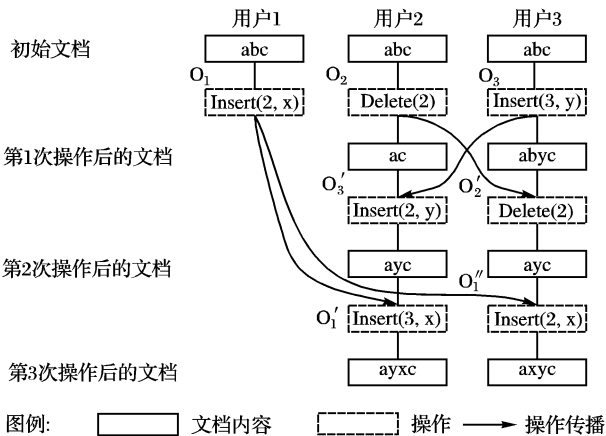 用户1 用户2 用户3
初始文档 abc abc abc
O1 O2 O3
Insert(2, x) Delete(2) Insert(3, y)
第1次操作后的文档 ac abyc
O3′ O2′
Insert(2, y) Delete(2)
第2次操作后的文档 ayc ayc
O1″
O1′ Insert(3, x) Insert(2, x)
第3次操作后的文档 ayxc axyc
图例: 文档内容 操作 操作传播